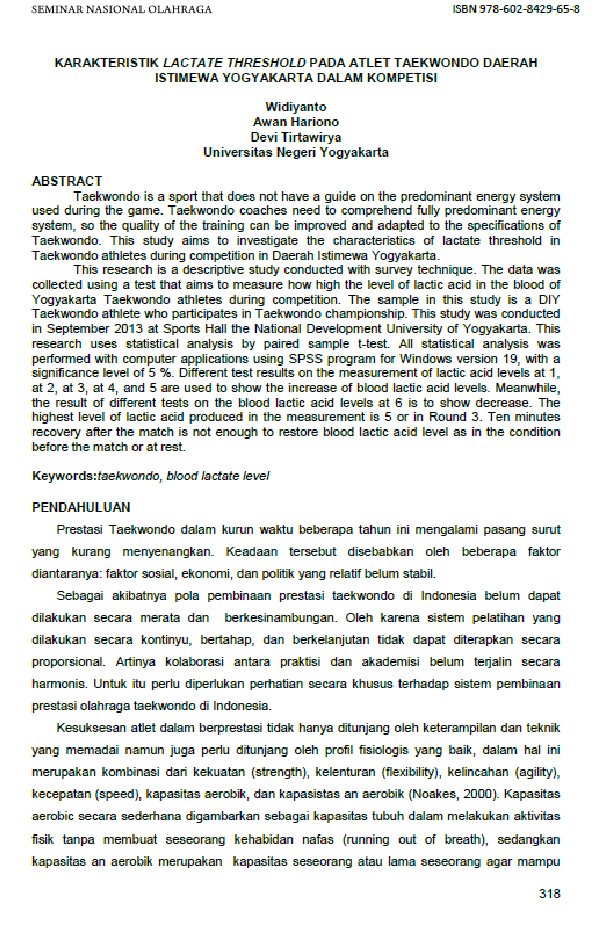 SEMINAR NASIONAL OLAHRAGA ISBN 978-602-8429-65-8
KARAKTERISTIK LACTATE THRESHOLD PADA ATLET TAEKWONDO DAERAH
ISTIMEWA YOGYAKARTA DALAM KOMPETISI
Widiyanto
Awan Hariono
Devi Tirtawirya
Universitas Negeri Yogyakarta
ABSTRACT
Taekwondo is a sport that does not have a guide on the predominant energy system
used during the game. Taekwondo coaches need to comprehend fully predominant energy
system, so the quality of the training can be improved and adapted to the specifications of
Taekwondo. This study aims to investigate the characteristics of lactate threshold in
Taekwondo athletes during competition in Daerah Istimewa Yogyakarta.
This research is a descriptive study conducted with survey technique. The data was
collected using a test that aims to measure how high the level of lactic acid in the blood of
Yogyakarta Taekwondo athletes during competition. The sample in this study is a DIY
Taekwondo athlete who participates in Taekwondo championship. This study was conducted
in September 2013 at Sports Hall the National Development University of Yogyakarta. This
research uses statistical analysis by paired sample t-test. All statistical analysis was
performed with computer applications using SPSS program for Windows version 19, with a
significance level of 5 %. Different test results on the measurement of lactic acid levels at 1,
at 2, at 3, at 4, and 5 are used to show the increase of blood lactic acid levels. Meanwhile,
the result of different tests on the blood lactic acid levels at 6 is to show decrease. The
highest level of lactic acid produced in the measurement is 5 or in Round 3. Ten minutes
recovery after the match is not enough to restore blood lactic acid level as in the condition
before the match or at rest.
Keywords:taekwondo, blood lactate level
PENDAHULUAN
Prestasi Taekwondo dalam kurun waktu beberapa tahun ini mengalami pasang surut
yang kurang menyenangkan. Keadaan tersebut disebabkan oleh beberapa faktor
diantaranya: faktor sosial, ekonomi, dan politik yang relatif belum stabil.
Sebagai akibatnya pola pembinaan prestasi taekwondo di Indonesia belum dapat
dilakukan secara merata dan berkesinambungan. Oleh karena sistem pelatihan yang
dilakukan secara kontinyu, bertahap, dan berkelanjutan tidak dapat diterapkan secara
proporsional. Artinya kolaborasi antara praktisi dan akademisi belum terjalin secara
harmonis. Untuk itu perlu diperlukan perhatian secara khusus terhadap sistem pembinaan
prestasi olahraga taekwondo di Indonesia.
Kesuksesan atlet dalam berprestasi tidak hanya ditunjang oleh keterampilan dan teknik
yang memadai namun juga perlu ditunjang oleh profil fisiologis yang baik, dalam hal ini
merupakan kombinasi dari kekuatan (strength), kelenturan (flexibility), kelincahan (agility),
kecepatan (speed), kapasitas aerobik, dan kapasistas an aerobik (Noakes, 2000). Kapasitas
aerobic secara sederhana digambarkan sebagai kapasitas tubuh dalam melakukan aktivitas
fisik tanpa membuat seseorang kehabidan nafas (running out of breath), sedangkan
kapasitas an aerobik merupakan kapasitas seseorang atau lama seseorang agar mampu
318